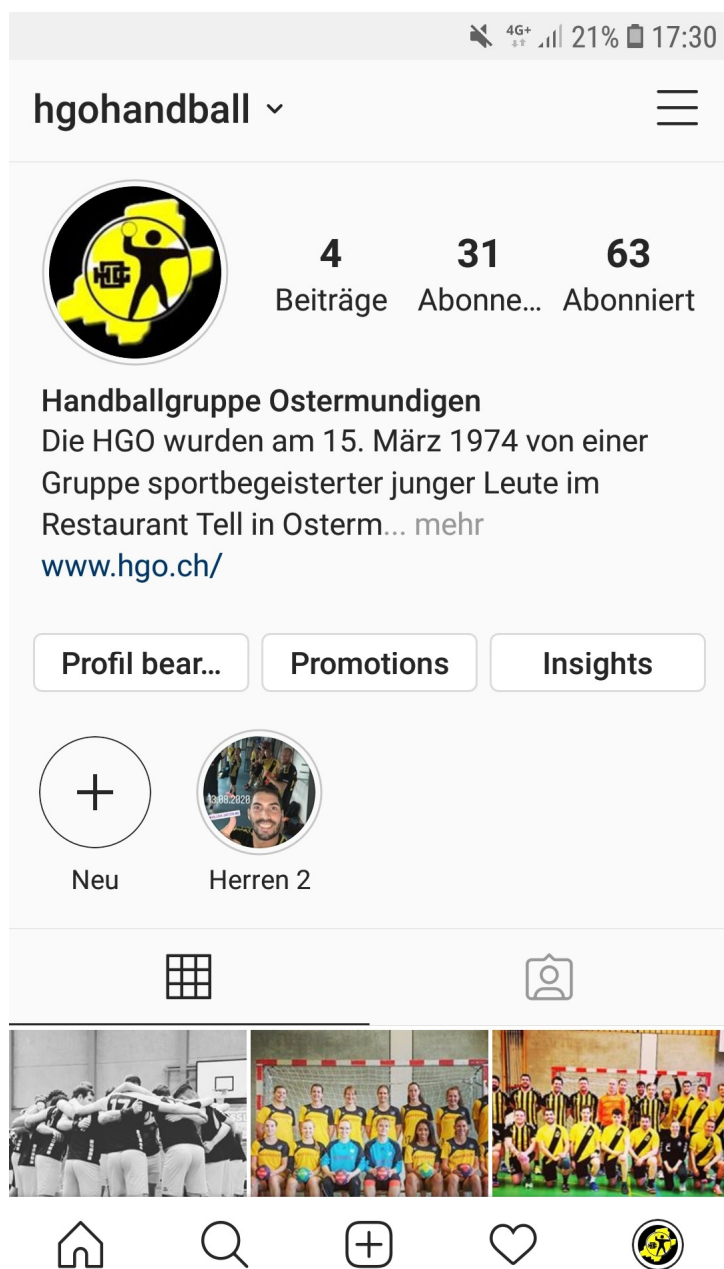 4G+ 21% 17:30
hgohandball
4 31 63
Beiträge Abonne... Abonniert
HGO
Handballgruppe Ostermundigen
Die HGO wurden am 15. März 1974 von einer
Gruppe sportbegeisterter junger Leute im
Restaurant Tell in Osterm... mehr
www.hgo.ch/
Profil bear... Promotions Insights
Neu Herren 2